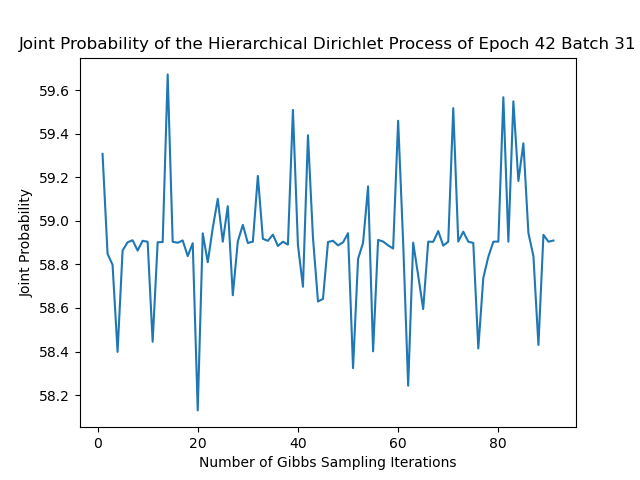 Joint Probability of the Hierarchical Dirichlet Process of Epoch 42 Batch 31
59.6
59.4
59.2
59.0
58.8
58.6
58.4
58.2
Joint Probability
0 20 40 60 80
Number of Gibbs Sampling Iterations